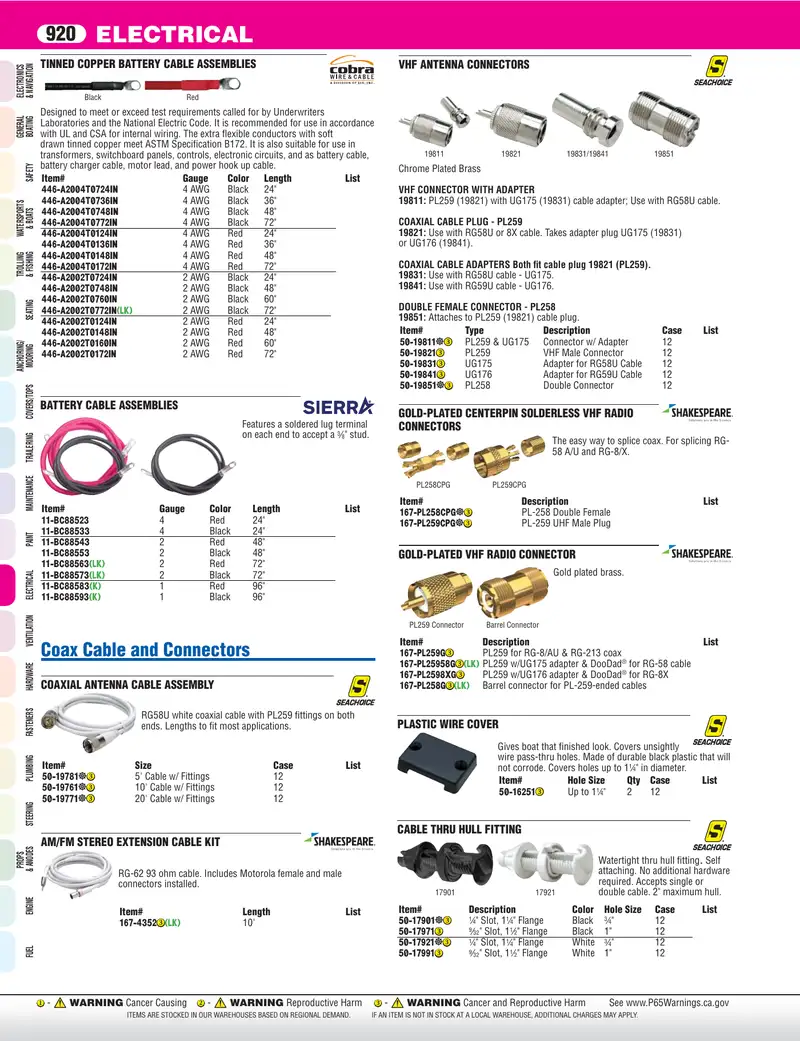 920 ELECTRICAL
ELECTRONICS & NAVIGATION
GENERAL BOATING
SAFETY
WATERSPORTS & BOATS
TROLLING & FISHING
SEATING
ANCHORING/ MOORING
COVERS/TOPS
TRAILERING
MAINTENANCE
PAINT
ELECTRICAL
VENTILATION
HARDWARE
FASTENERS
PLUMBING
STEERING
PROPS & ANODES
ENGINE
FUEL
TINNED COPPER BATTERY CABLE ASSEMBLIES
cobra
WIRE & CABLE
Black Red
Designed to meet or exceed test requirements called for by Underwriters
Laboratories and the National Electric Code. It is recommended for use in accordance
with UL and CSA for internal wiring. The extra flexible conductors with soft
drawn tinned copper meet ASTM Specification B172. It is also suitable for use in
transformers, switchboard panels, controls, electronic circuits, and as battery cable,
battery charger cable, motor lead, and power hook up cable.
Item# Gauge Color Length List
446-A2004T0724IN 4 AWG Black 24"
446-A2004T0736IN 4 AWG Black 36"
446-A2004T0748IN 4 AWG Black 48"
446-A2004T0772IN 4 AWG Black 72"
446-A2004T0124IN 4 AWG Red 24"
446-A2004T0136IN 4 AWG Red 36"
446-A2004T0148IN 4 AWG Red 48"
446-A2004T0172IN 4 AWG Red 72"
446-A2002T0724IN 2 AWG Black 24"
446-A2002T0748IN 2 AWG Black 48"
446-A2002T0760IN 2 AWG Black 60"
446-A2002T0772IN(LK) 2 AWG Black 72"
446-A2002T0124IN 2 AWG Red 24"
446-A2002T0148IN 2 AWG Red 48"
446-A2002T0160IN 2 AWG Red 60"
446-A2002T0172IN 2 AWG Red 72"
BATTERY CABLE ASSEMBLIES
SIERRA
Features a soldered lug terminal
on each end to accept a ⅜" stud.
Item# Gauge Color Length List
11-BC88523 4 Red 24"
11-BC88533 4 Black 24"
11-BC88543 2 Red 48"
11-BC88553 2 Black 48"
11-BC88563(LK) 2 Red 72"
11-BC88573(LK) 2 Black 72"
11-BC88583(K) 1 Red 96"
11-BC88593(K) 1 Black 96"
Coax Cable and Connectors
COAXIAL ANTENNA CABLE ASSEMBLY
SEACHOICE
RG58U white coaxial cable with PL259 fittings on both
ends. Lengths to fit most applications.
Item# Size Case List
50-19781 3 5' Cable w/ Fittings 12
50-19761 3 10' Cable w/ Fittings 12
50-19771 3 20' Cable w/ Fittings 12
AM/FM STEREO EXTENSION CABLE KIT
SHAKESPEARE
RG-62 93 ohm cable. Includes Motorola female and male
connectors installed.
Item# Length List
167-4352 3 (LK) 10'
VHF ANTENNA CONNECTORS
SEACHOICE
19811 19821 19831/19841 19851
Chrome Plated Brass
VHF CONNECTOR WITH ADAPTER
19811: PL259 (19821) with UG175 (19831) cable adapter; Use with RG58U cable.
COAXIAL CABLE PLUG - PL259
19821: Use with RG58U or 8X cable. Takes adapter plug UG175 (19831)
or UG176 (19841).
COAXIAL CABLE ADAPTERS Both fit cable plug 19821 (PL259).
19831: Use with RG58U cable - UG175.
19841: Use with RG59U cable - UG176.
DOUBLE FEMALE CONNECTOR - PL258
19851: Attaches to PL259 (19821) cable plug.
Item# Type Description Case List
50-19811 3 PL259 & UG175 Connector w/ Adapter 12
50-19821 3 PL259 VHF Male Connector 12
50-19831 3 UG175 Adapter for RG58U Cable 12
50-19841 3 UG176 Adapter for RG59U Cable 12
50-19851 3 PL258 Double Connector 12
GOLD-PLATED CENTERPIN SOLDERLESS VHF RADIO
CONNECTORS
SHAKESPEARE
The easy way to splice coax. For splicing RG-
58 A/U and RG-8/X.
PL258CPG PL259CPG
Item# Description List
167-PL258CPG 3 PL-258 Double Female
167-PL259CPG 3 PL-259 UHF Male Plug
GOLD-PLATED VHF RADIO CONNECTOR
SHAKESPEARE
Gold plated brass.
PL259 Connector Barrel Connector
Item# Description List
167-PL259G 3 PL259 for RG-8/AU & RG-213 coax
167-PL25958G 3 (LK) PL259 w/UG175 adapter & DooDad® for RG-58 cable
167-PL2598XG 3 PL259 w/UG176 adapter & DooDad® for RG-8X
167-PL258G 3 (LK) Barrel connector for PL-259-ended cables
PLASTIC WIRE COVER
SEACHOICE
Gives boat that finished look. Covers unsightly
wire pass-thru holes. Made of durable black plastic that will
not corrode. Covers holes up to 1¼" in diameter.
Item# Hole Size Qty Case List
50-16251 3 Up to 1¼" 2 12
CABLE THRU HULL FITTING
SEACHOICE
Watertight thru hull fitting. Self
attaching. No additional hardware
required. Accepts single or
double cable. 2" maximum hull.
17901 17921
Item# Description Color Hole Size Case List
50-17901 3 ¼" Slot, 1¼" Flange Black ¾" 12
50-17971 3 9⁄32" Slot, 1½" Flange Black 1" 12
50-17921 3 ¼" Slot, 1¼" Flange White ¾" 12
50-17991 3 9⁄32" Slot, 1½" Flange White 1" 12
1 - WARNING Cancer Causing 2 - WARNING Reproductive Harm 3 - WARNING Cancer and Reproductive Harm See www.P65Warnings.ca.gov
ITEMS ARE STOCKED IN OUR WAREHOUSES BASED ON REGIONAL DEMAND. IF AN ITEM IS NOT IN STOCK AT A LOCAL WAREHOUSE, ADDITIONAL CHARGES MAY APPLY.